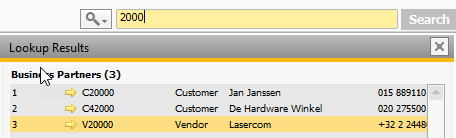 2000 Search
Lookup Results
Business Partners (3)
1 C20000 Customer Jan Janssen 015 889110
2 C42000 Customer De Hardware Winkel 020 275500
3 V20000 Vendor Lasercom +32 2 2448